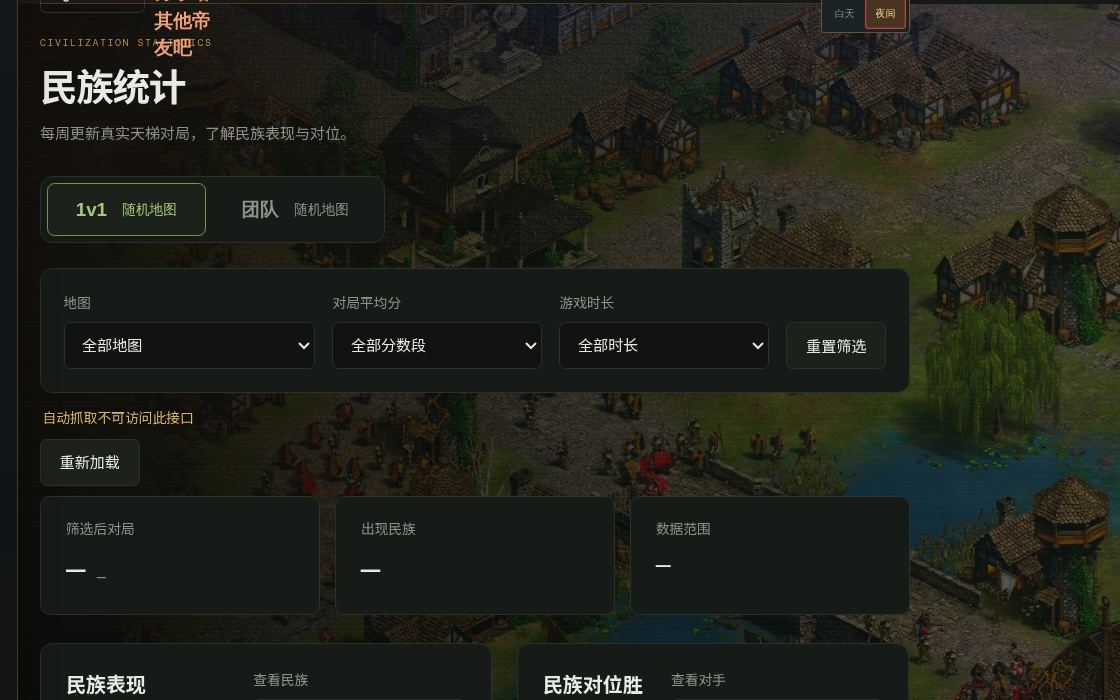 其他帝
白天 夜间
CIVILIZATION STATISTICS
友吧
民族统计
每周更新真实天梯对局，了解民族表现与对位。
1v1 随机地图 团队 随机地图
地图 对局平均分 游戏时长
全部地图 全部分数段 全部时长 重置筛选
自动抓取不可访问此接口
重新加载
筛选后对局 出现民族 数据范围
— — — —
民族表现 查看民族 民族对位胜 查看对手